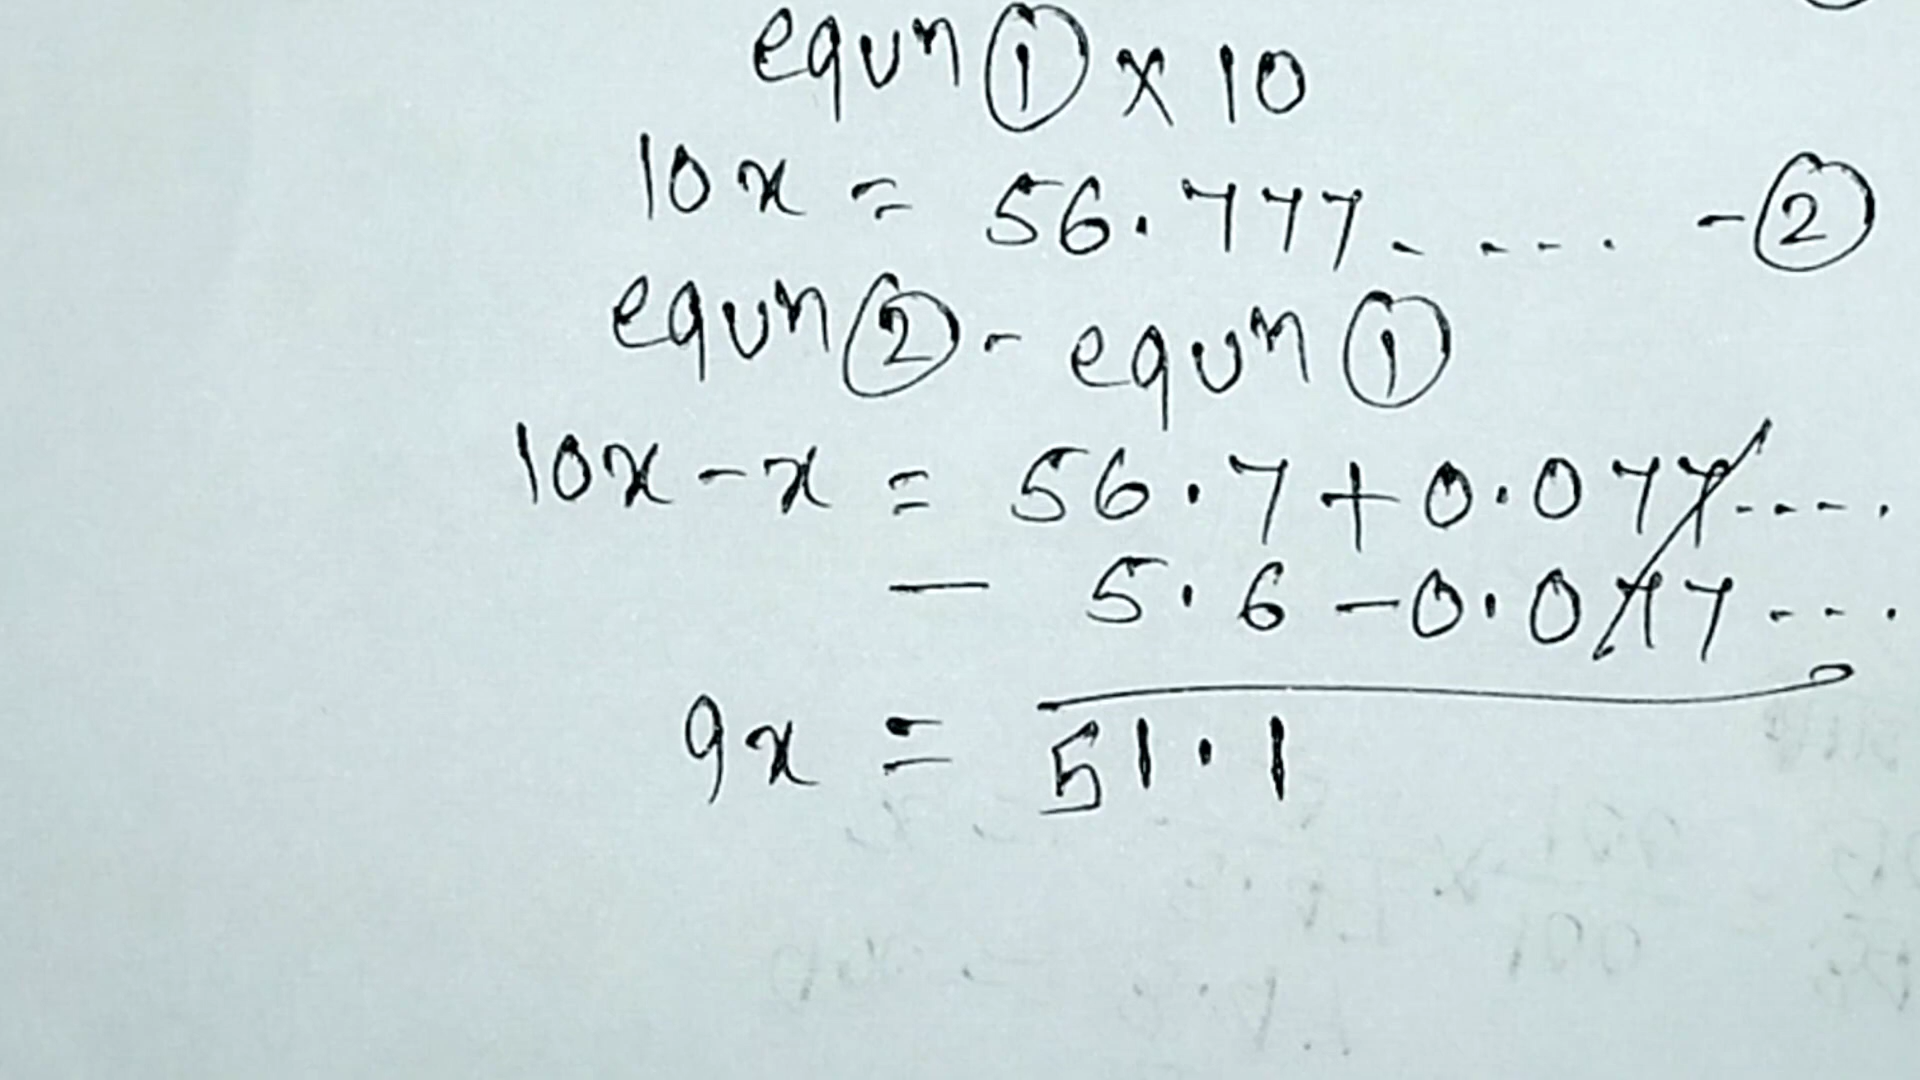 equn ① × 10
10x = 56.777. .... -②
equn ② - equn ①
10x - x = 56.7 + 0.077....
- 5.6 - 0.077...
9x = 51.1